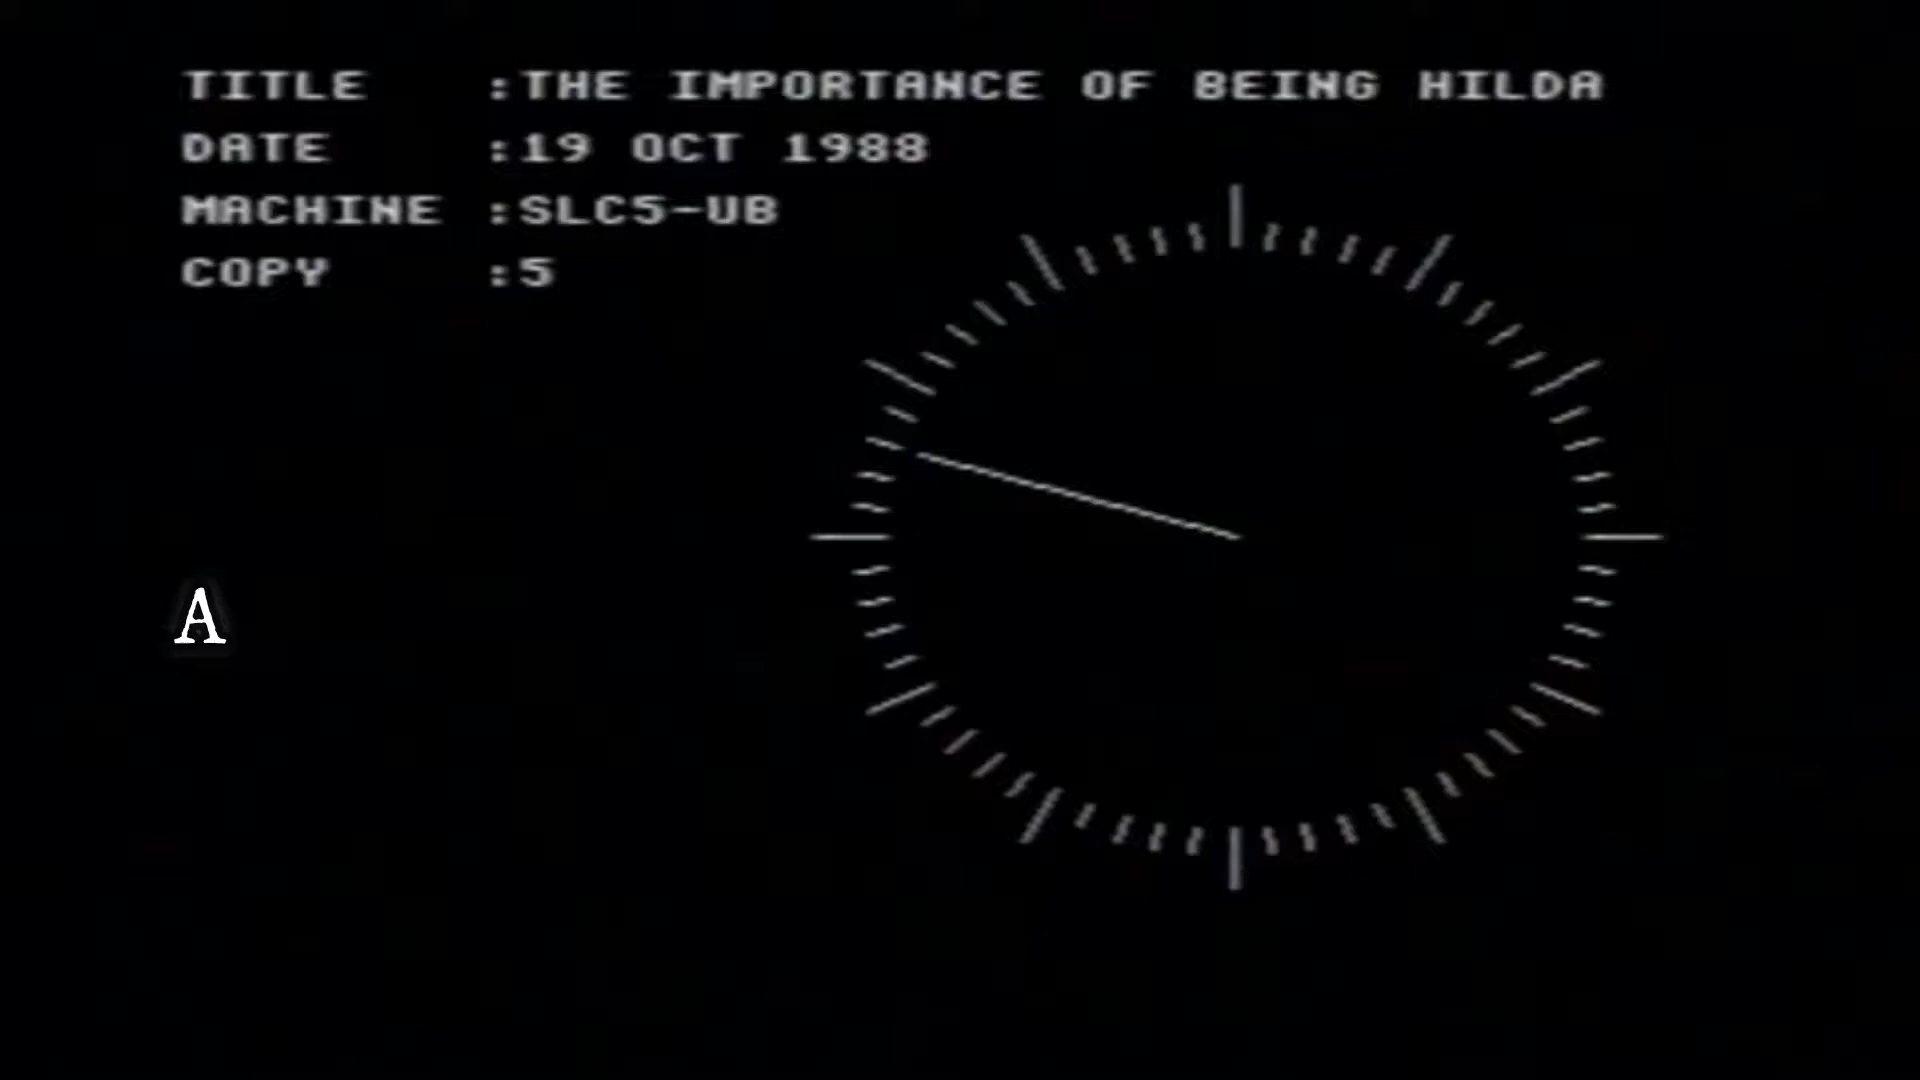 TITLE :THE IMPORTANCE OF BEING HILDA
DATE :19 OCT 1988
MACHINE :SLC5-UB
COPY :5
A